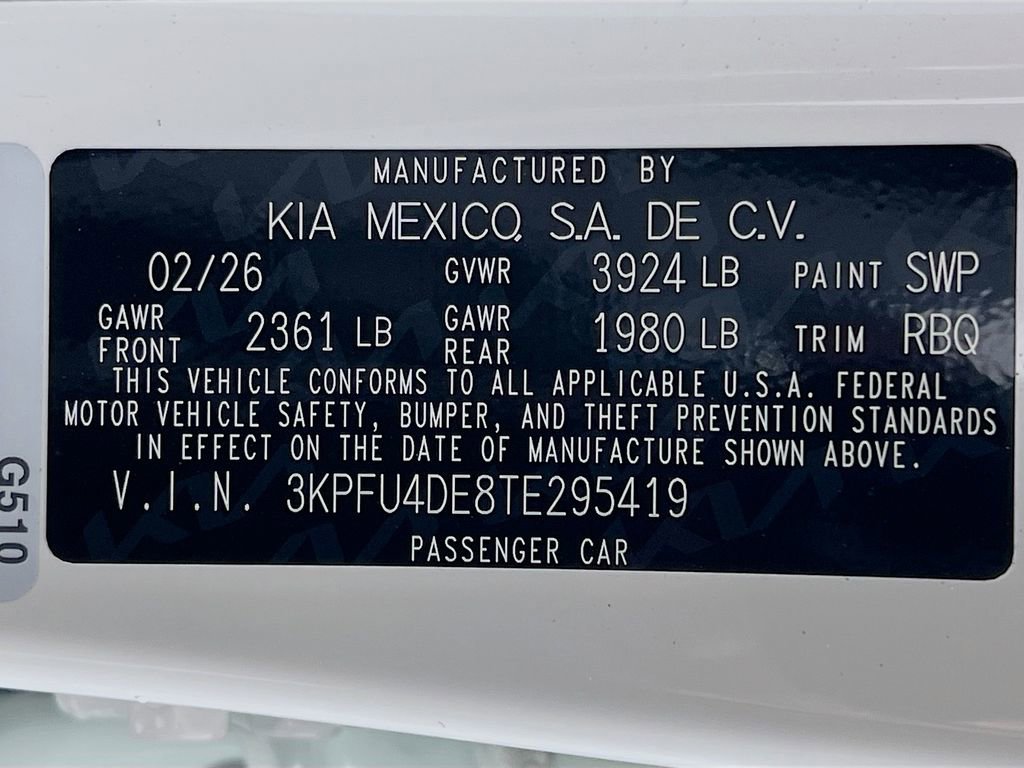 MANUFACTURED BY
KIA MEXICO, S.A. DE C.V.
02/26 GVWR 3924 LB PAINT SWP
GAWR FRONT 2361 LB GAWR REAR 1980 LB TRIM RBQ
THIS VEHICLE CONFORMS TO ALL APPLICABLE U.S.A. FEDERAL
MOTOR VEHICLE SAFETY, BUMPER, AND THEFT PREVENTION STANDARDS
IN EFFECT ON THE DATE OF MANUFACTURE SHOWN ABOVE.
V.I.N. 3KPFU4DE8TE295419
PASSENGER CAR
G510